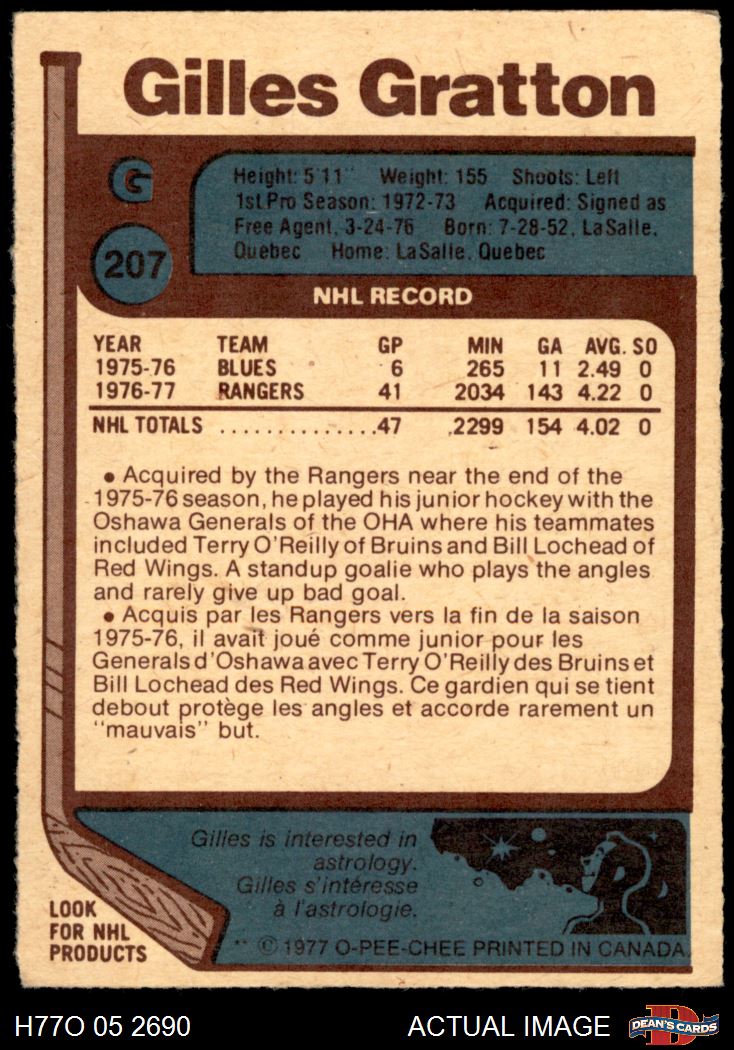 Gilles Gratton
G
207
Height: 5'11" Weight: 155 Shoots: Left
1st Pro Season: 1972-73 Acquired: Signed as
Free Agent, 3-24-76 Born: 7-28-52, LaSalle,
Quebec Home: LaSalle, Quebec
NHL RECORD
YEAR TEAM GP MIN GA AVG. SO
1975-76 BLUES 6 265 11 2.49 0
1976-77 RANGERS 41 2034 143 4.22 0
NHL TOTALS ..............47 2299 154 4.02 0
• Acquired by the Rangers near the end of the
1975-76 season, he played his junior hockey with the
Oshawa Generals of the OHA where his teammates
included Terry O'Reilly of Bruins and Bill Lochead of
Red Wings. A standup goalie who plays the angles
and rarely give up bad goal.
• Acquis par les Rangers vers la fin de la saison
1975-76, il avait joué comme junior pour les
Generals d'Oshawa avec Terry O'Reilly des Bruins et
Bill Lochead des Red Wings. Ce gardien qui se tient
debout protège les angles et accorde rarement un
"mauvais" but.
Gilles is interested in
astrology.
Gilles s'intéresse
à l'astrologie.
LOOK
FOR NHL
PRODUCTS
** © 1977 O-PEE-CHEE PRINTED IN CANADA
H77O 05 2690 ACTUAL IMAGE
D
DEAN'S CARDS